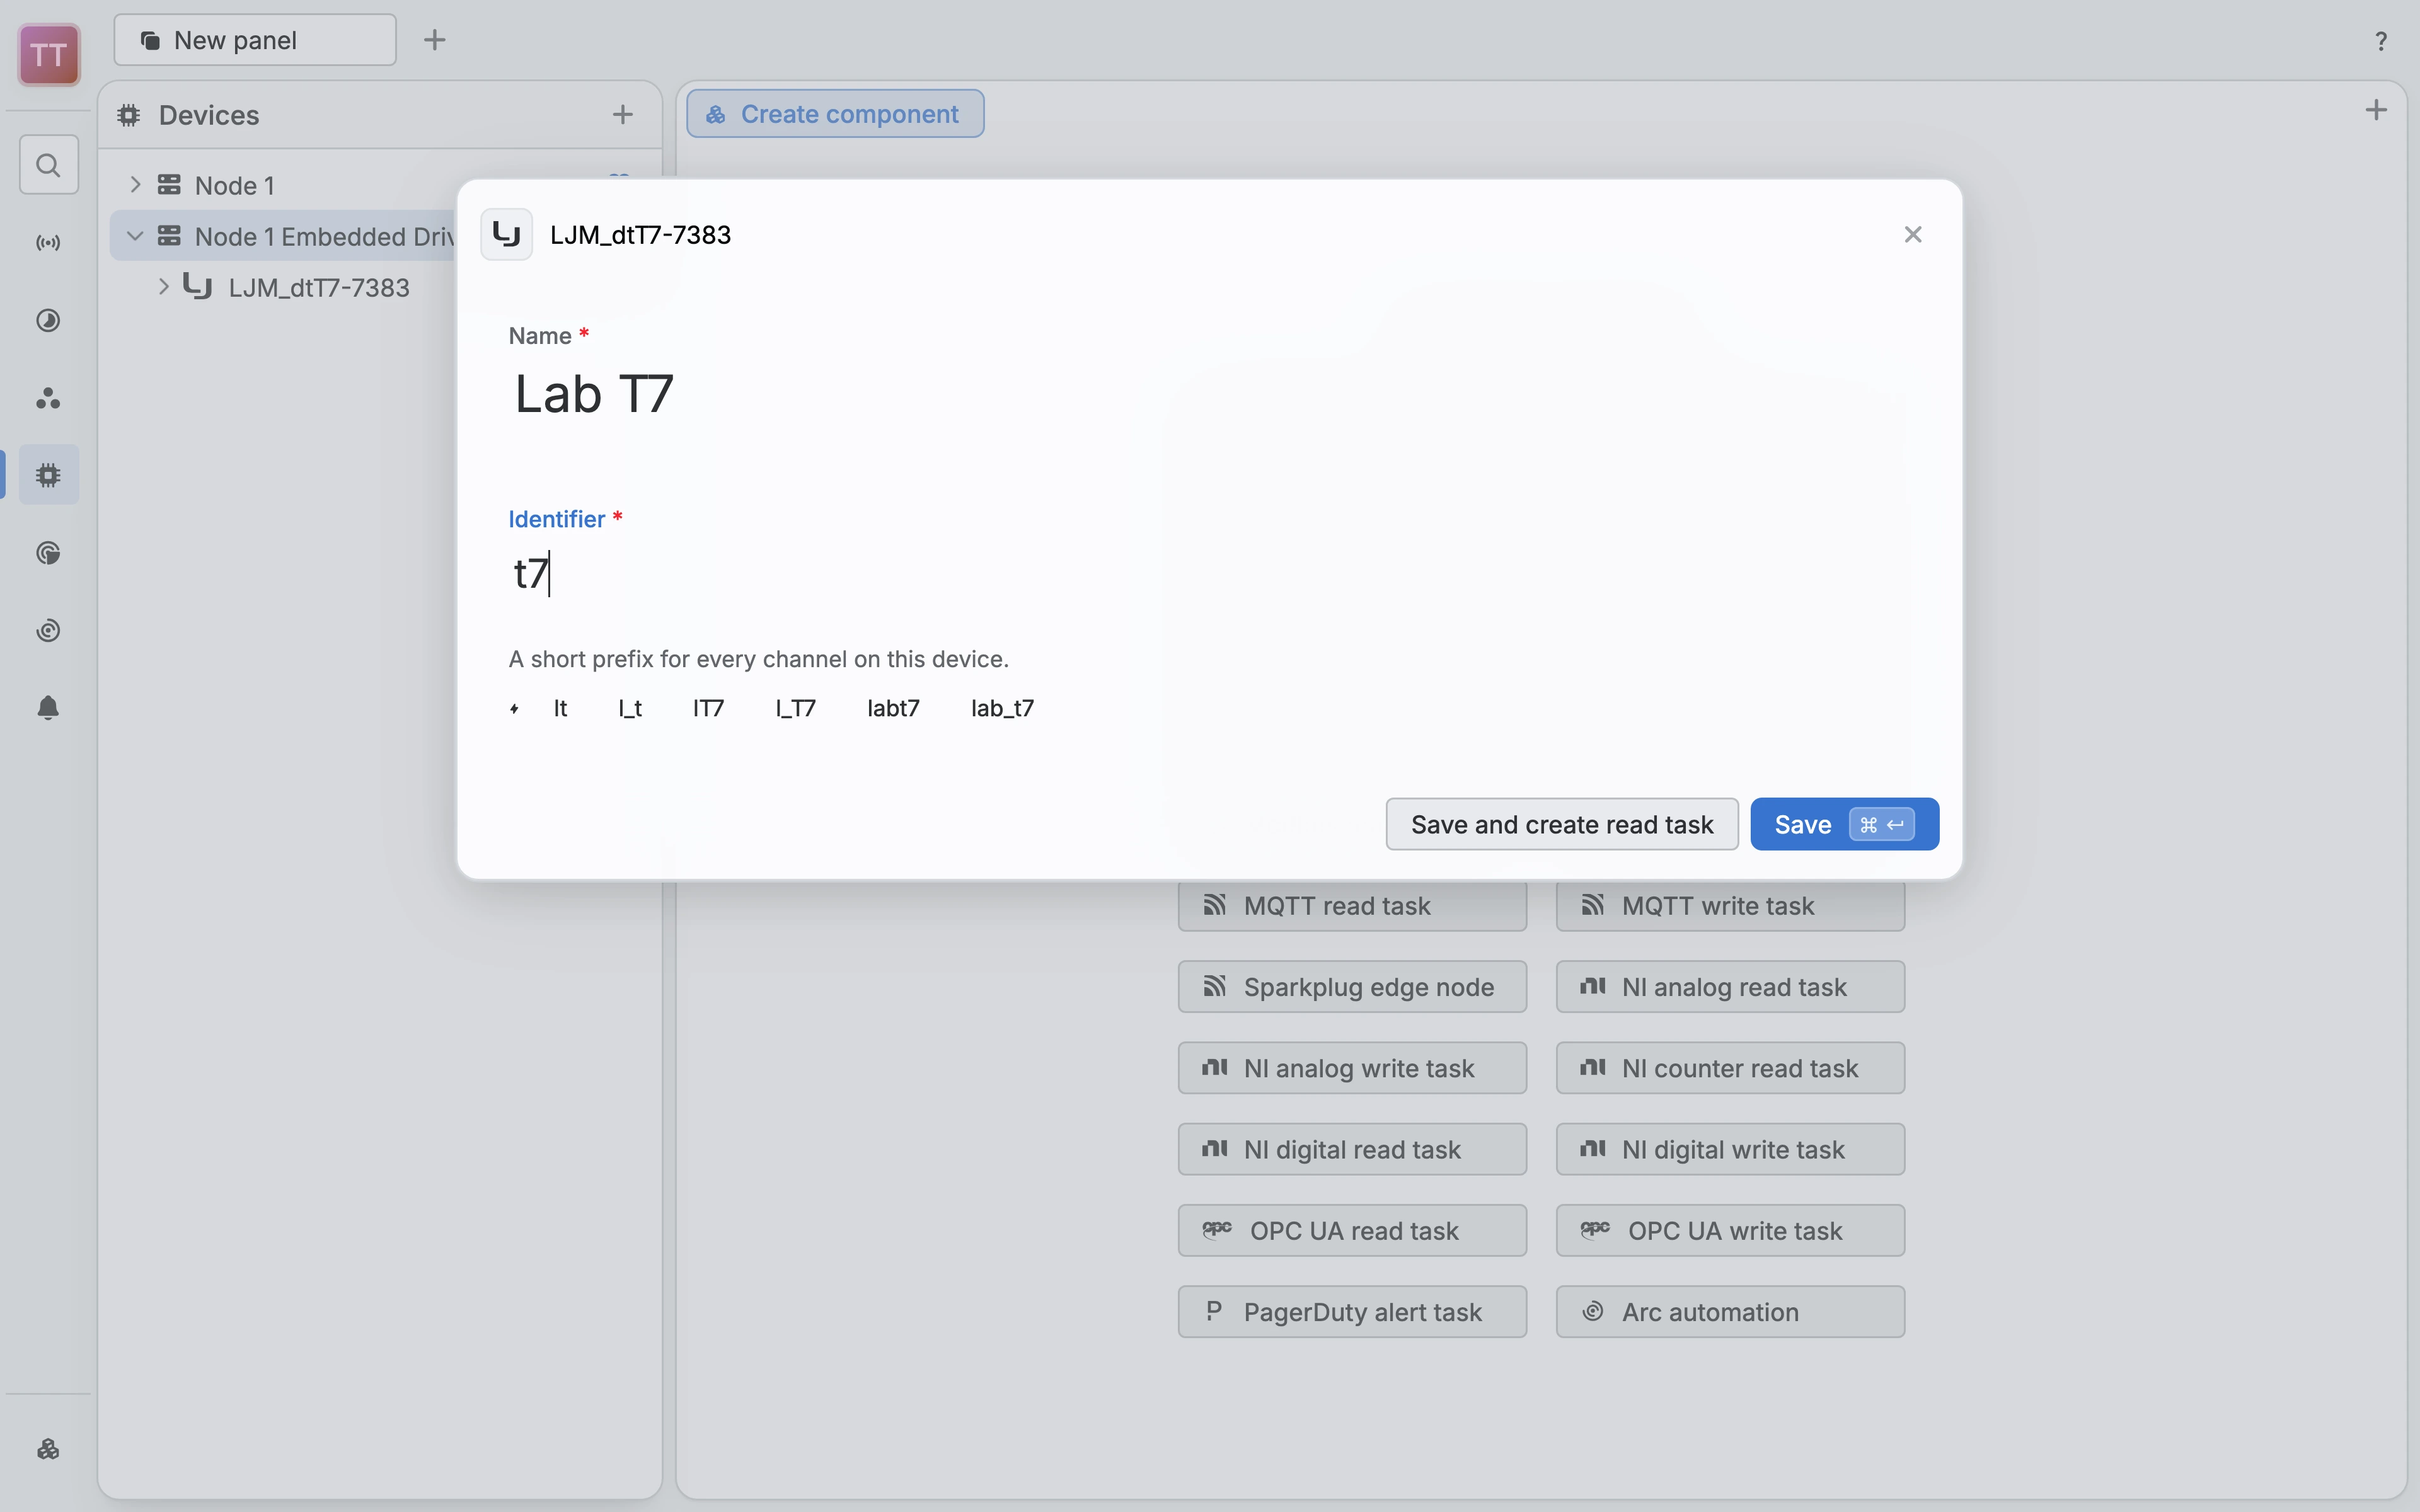 TT
New panel
?
Devices
Create component
Node 1
Node 1 Embedded Driv
LJM_dtT7-7383
LJM_dtT7-7383
Name *
Lab T7
Identifier *
t7
A short prefix for every channel on this device.
lt l_t lT7 l_T7 labt7 lab_t7
Save and create read task
Save ⌘ ↩
MQTT read task
MQTT write task
Sparkplug edge node
NI analog read task
NI analog write task
NI counter read task
NI digital read task
NI digital write task
OPC UA read task
OPC UA write task
PagerDuty alert task
Arc automation